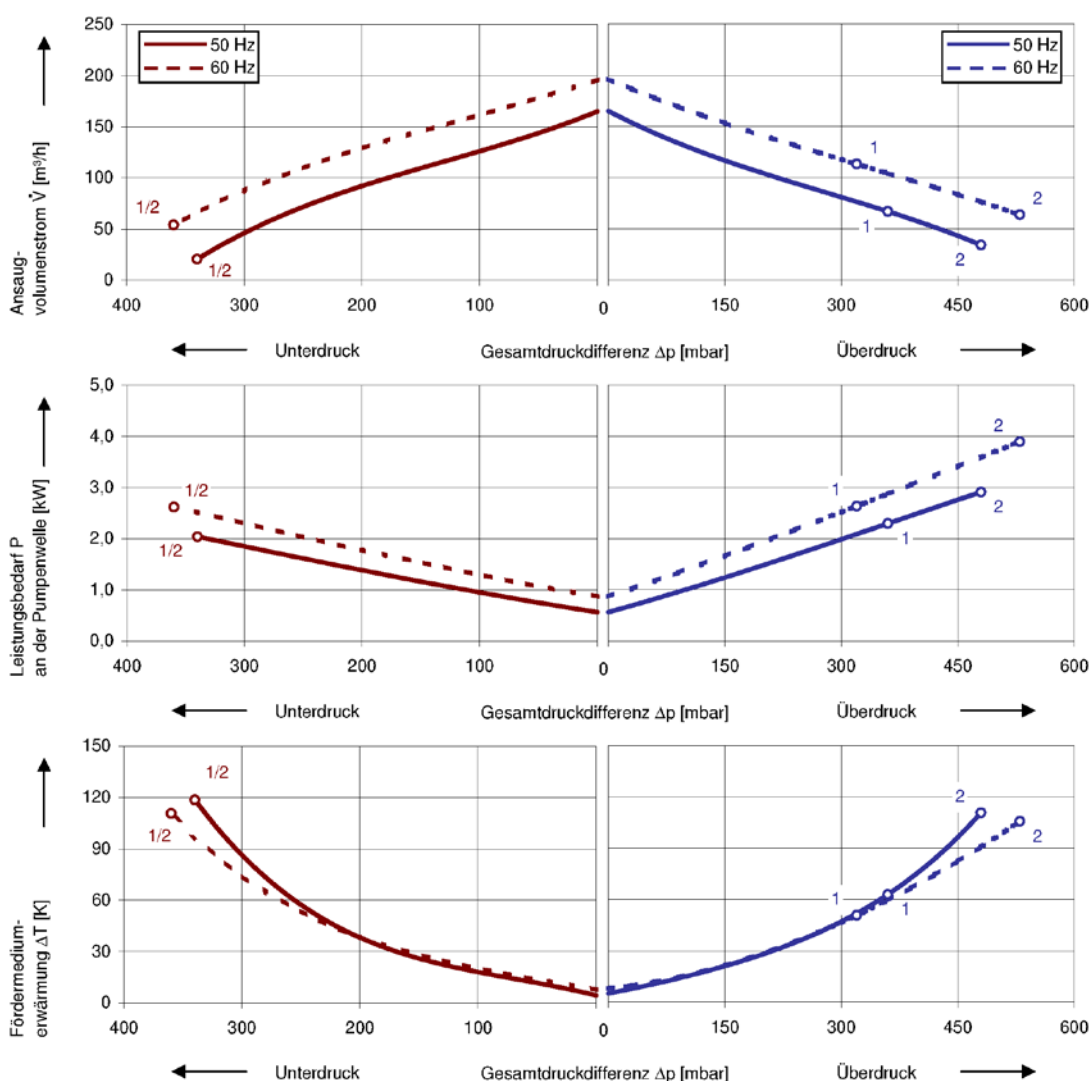 250
200
150
100
50
0
Ansaug-
volumenstrom V̇ [m³/h]
50 Hz
60 Hz
50 Hz
60 Hz
1/2
1/2
1
1
2
2
400 300 200 100 0 150 300 450 600
Unterdruck Gesamtdruckdifferenz Δp [mbar] Überdruck
5,0
4,0
3,0
2,0
1,0
0,0
Leistungsbedarf P
an der Pumpenwelle [kW]
1/2
1/2
1
1
2
2
400 300 200 100 0 150 300 450 600
Unterdruck Gesamtdruckdifferenz Δp [mbar] Überdruck
150
120
90
60
30
0
Fördermedium-
erwärmung ΔT [K]
1/2
1/2
1
1
2
2
400 300 200 100 0 150 300 450 600
Unterdruck Gesamtdruckdifferenz Δp [mbar] Überdruck